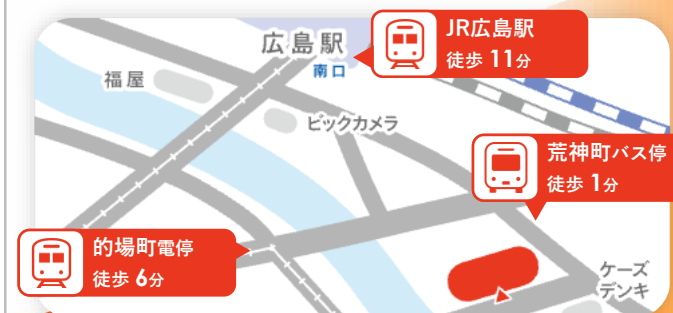 JR広島駅
徒歩 11分
広島駅
南口
福屋
ビックカメラ
荒神町バス停
徒歩 1分
的場町電停
徒歩 6分
ケーズ
デンキ